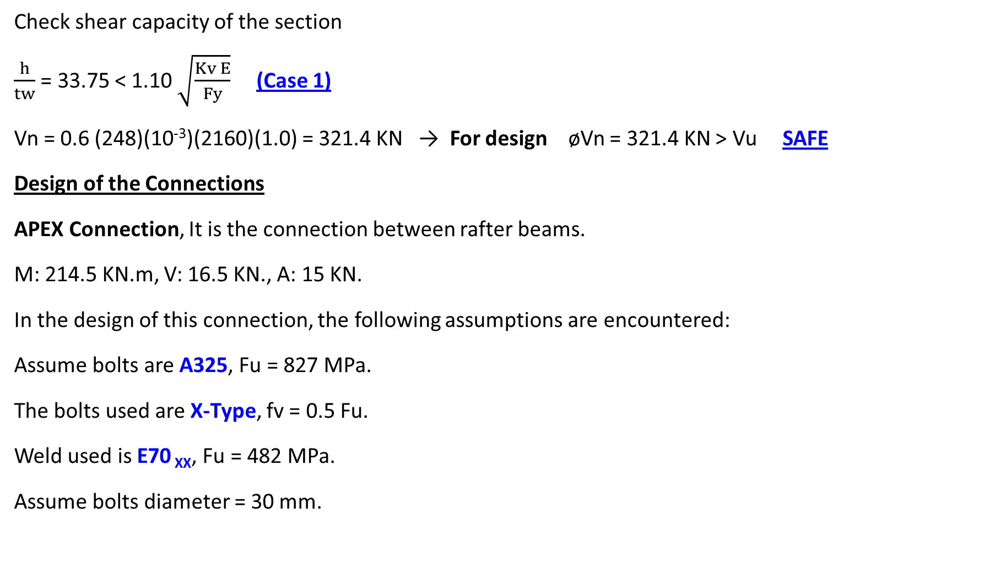 Check shear capacity of the section
h/tw = 33.75 < 1.10 √(Kv E/Fy) (Case 1)
Vn = 0.6 (248)(10⁻³)(2160)(1.0) = 321.4 KN → For design øVn = 321.4 KN > Vu SAFE
Design of the Connections
APEX Connection, It is the connection between rafter beams.
M: 214.5 KN.m, V: 16.5 KN., A: 15 KN.
In the design of this connection, the following assumptions are encountered:
Assume bolts are A325, Fu = 827 MPa.
The bolts used are X-Type, fv = 0.5 Fu.
Weld used is E70 XX, Fu = 482 MPa.
Assume bolts diameter = 30 mm.